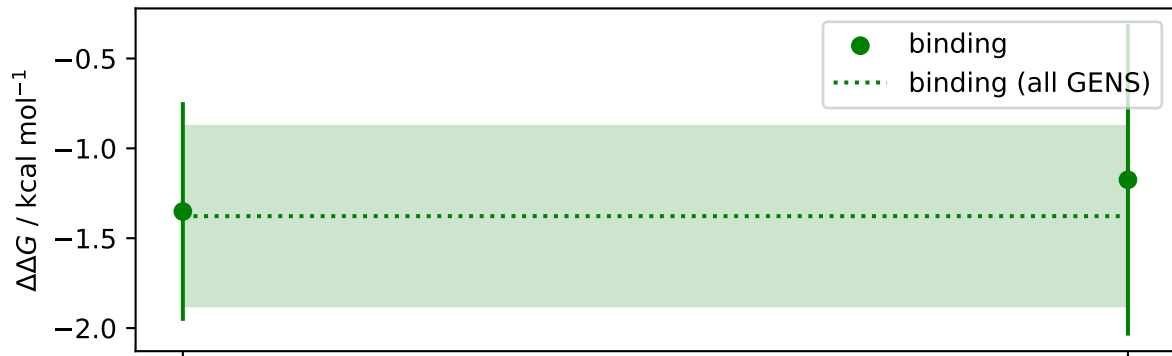 ΔΔG / kcal mol⁻¹
−0.5
−1.0
−1.5
−2.0
binding
binding (all GENS)